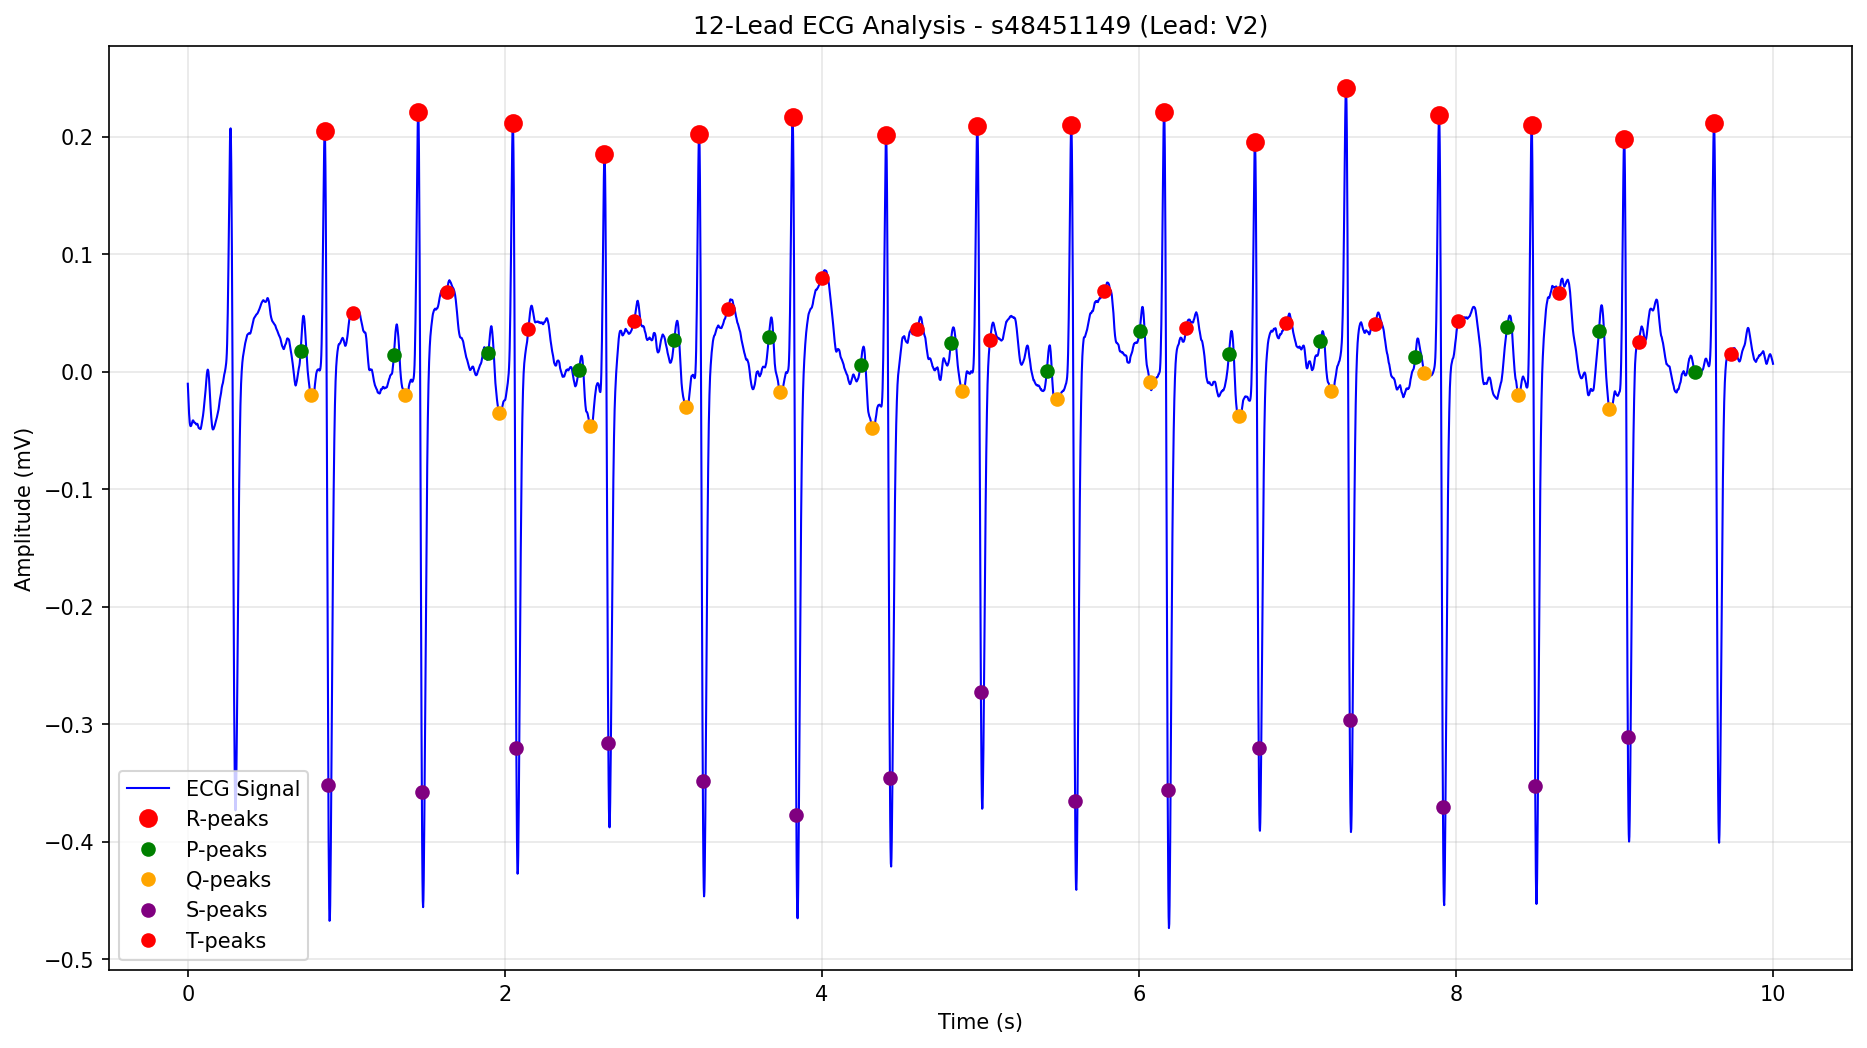 12-Lead ECG Analysis - s48451149 (Lead: V2)
Amplitude (mV)
0.2
0.1
0.0
−0.1
−0.2
−0.3
−0.4
−0.5
ECG Signal
R-peaks
P-peaks
Q-peaks
S-peaks
T-peaks
0 2 4 6 8 10
Time (s)